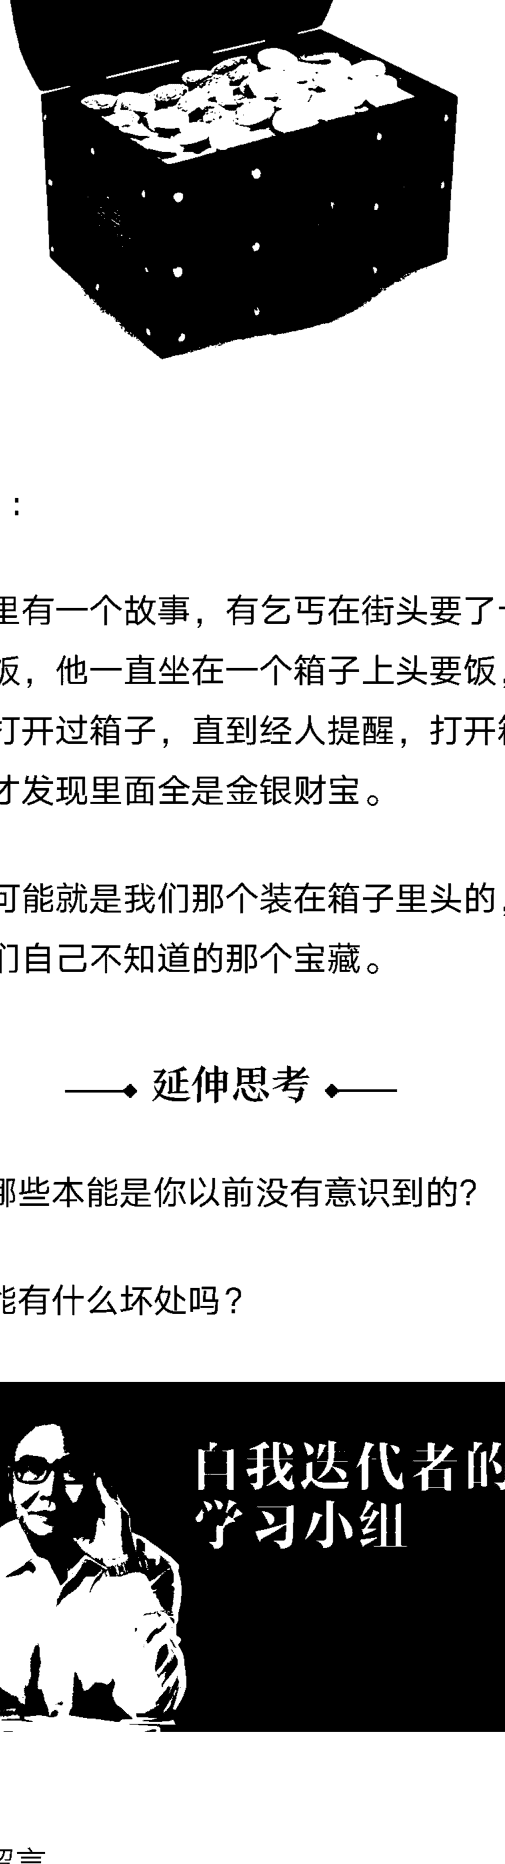 ：
里有一个故事，有乞丐在街头要了
饭，他一直坐在一个箱子上头要饭，
打开过箱子，直到经人提醒，打开
才发现里面全是金银财宝。
可能就是我们那个装在箱子里头的，
们自己不知道的那个宝藏。
延伸思考
哪些本能是你以前没有意识到的？
能有什么坏处吗？
自我迭代者的
学习小组
留言